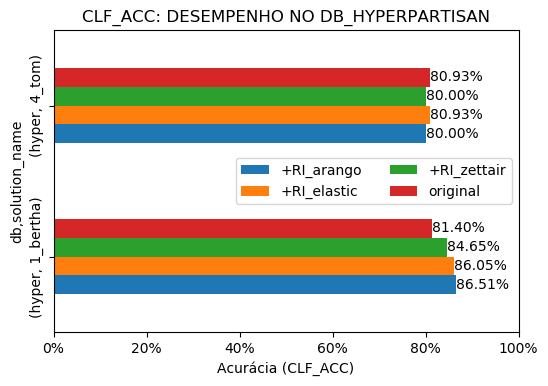 CLF_ACC: DESEMPENHO NO DB_HYPERPARTISAN
db,solution_name
(hyper, 4_tom)
80.93%
80.00%
80.93%
80.00%
+RI_arango
+RI_elastic
+RI_zettair
original
(hyper, 1_bertha)
81.40%
84.65%
86.05%
86.51%
0%
20%
40%
60%
80%
100%
Acurácia (CLF_ACC)